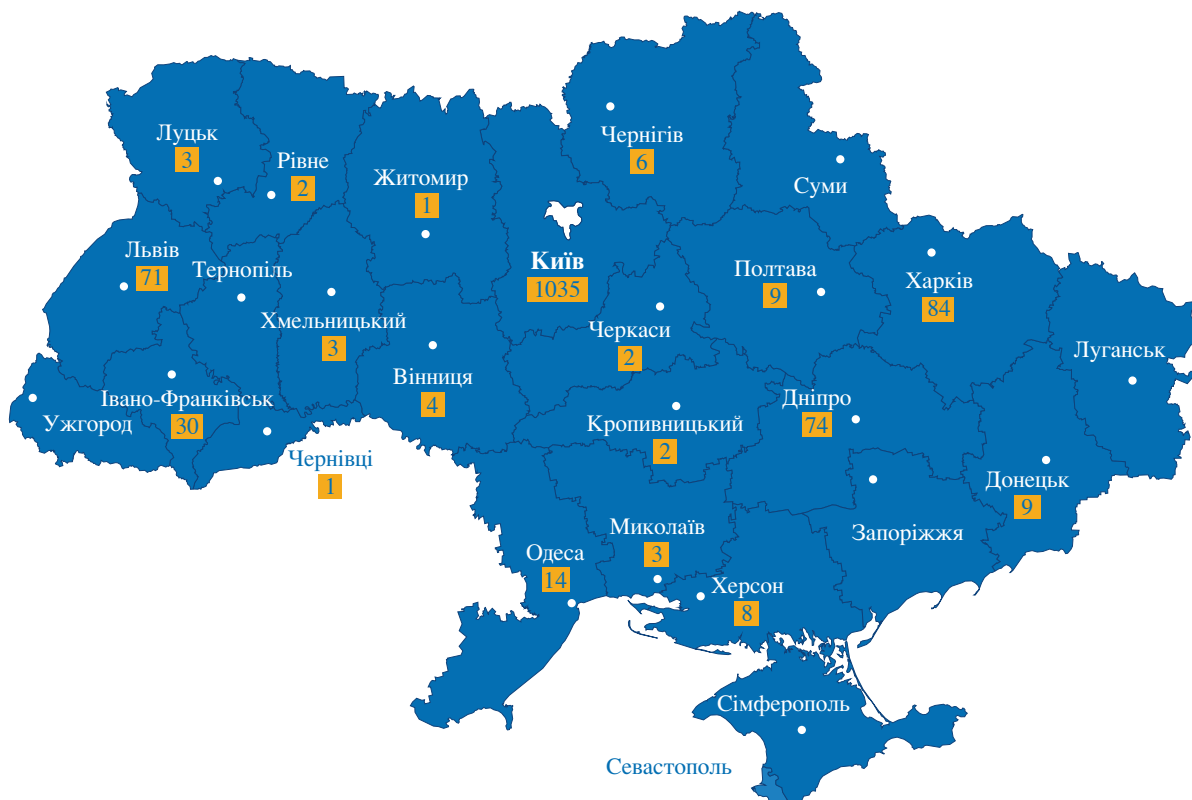 Луцьк
3
Рівне
2
Житомир
1
Чернігів
6
Суми
Львів
71
Тернопіль
Хмельницький
3
Київ
1035
Черкаси
2
Полтава
9
Харків
84
Луганськ
Ужгород
Івано-Франківськ
30
Чернівці
1
Вінниця
4
Кропивницький
2
Дніпро
74
Донецьк
9
Запоріжжя
Миколаїв
3
Одеса
14
Херсон
8
Сімферополь
Севастополь